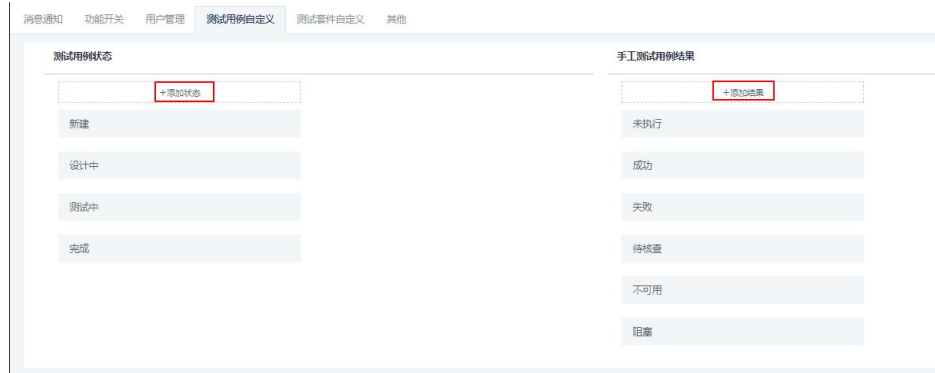 消息通知 功能开关 用户管理 测试用例自定义 测试套件自定义 其他
测试用例状态
+添加状态
新建
设计中
测试中
完成
手工测试用例结果
+添加结果
未执行
成功
失败
待核查
不可用
阻塞